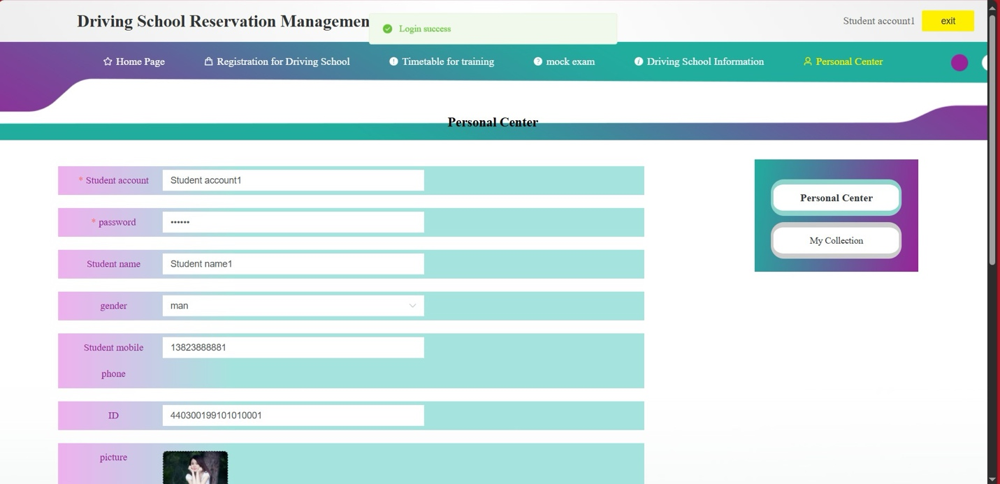 Driving School Reservation Managemen
Login success
Student account1
exit
Home Page
Registration for Driving School
Timetable for training
mock exam
Driving School Information
Personal Center
Personal Center
* Student account
Student account1
* password
••••••
Student name
Student name1
gender
man
Student mobile
phone
13823888881
ID
440300199101010001
picture
Personal Center
My Collection